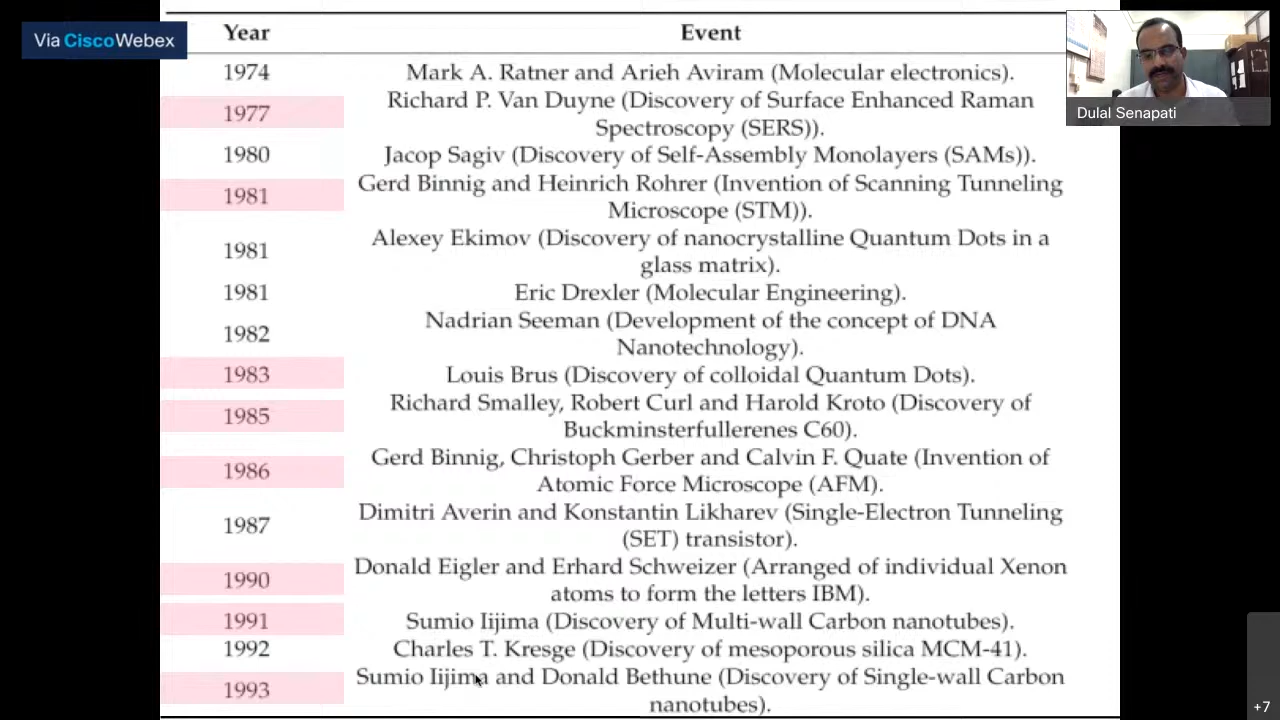 Via CiscoWebex
Year Event
1974 Mark A. Ratner and Arieh Aviram (Molecular electronics).
1977 Richard P. Van Duyne (Discovery of Surface Enhanced Raman
Spectroscopy (SERS)).
1980 Jacop Sagiv (Discovery of Self-Assembly Monolayers (SAMs)).
1981 Gerd Binnig and Heinrich Rohrer (Invention of Scanning Tunneling
Microscope (STM)).
1981 Alexey Ekimov (Discovery of nanocrystalline Quantum Dots in a
glass matrix).
1981 Eric Drexler (Molecular Engineering).
1982 Nadrian Seeman (Development of the concept of DNA
Nanotechnology).
1983 Louis Brus (Discovery of colloidal Quantum Dots).
1985 Richard Smalley, Robert Curl and Harold Kroto (Discovery of
Buckminsterfullerenes C60).
1986 Gerd Binnig, Christoph Gerber and Calvin F. Quate (Invention of
Atomic Force Microscope (AFM).
1987 Dimitri Averin and Konstantin Likharev (Single-Electron Tunneling
(SET) transistor).
1990 Donald Eigler and Erhard Schweizer (Arranged of individual Xenon
atoms to form the letters IBM).
1991 Sumio Iijima (Discovery of Multi-wall Carbon nanotubes).
1992 Charles T. Kresge (Discovery of mesoporous silica MCM-41).
1993 Sumio Iijima and Donald Bethune (Discovery of Single-wall Carbon
nanotubes).
Dulal Senapati
+7